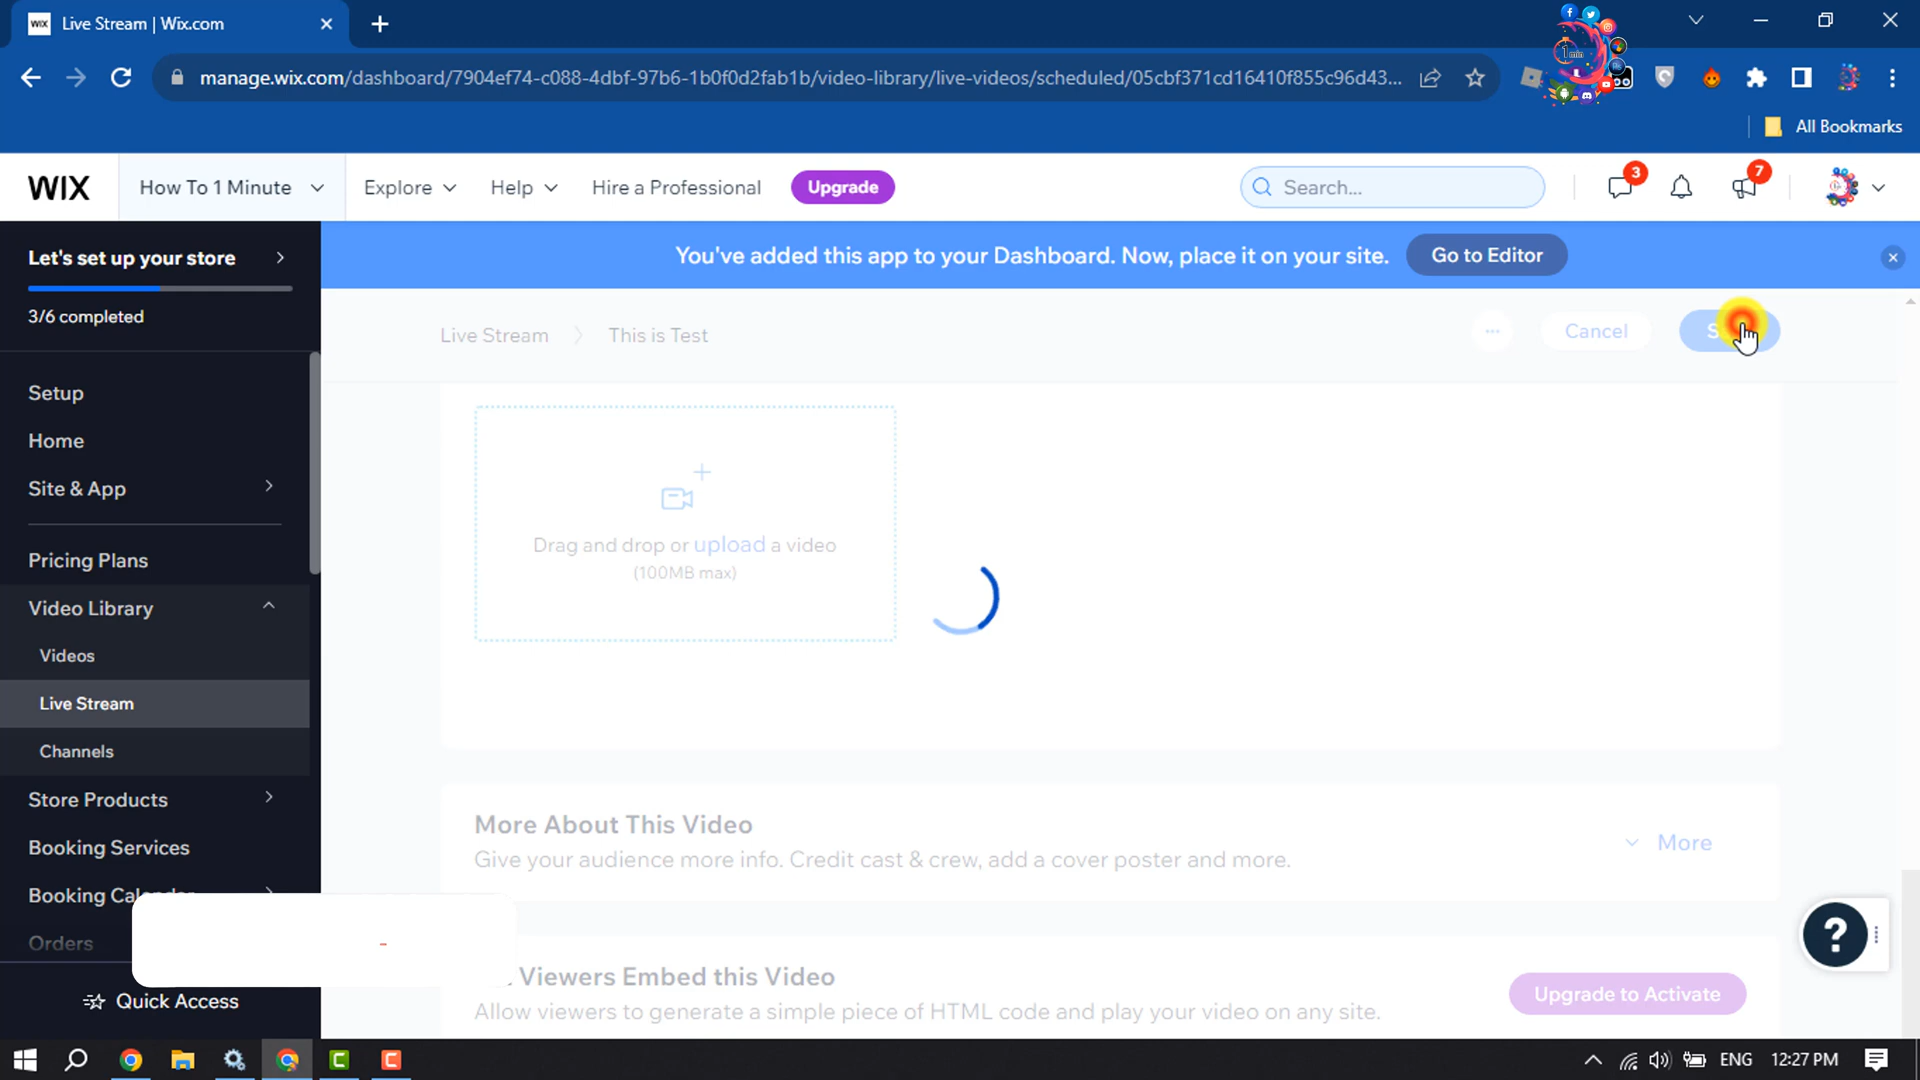 WIX Live Stream | Wix.com
manage.wix.com/dashboard/7904ef74-c088-4dbf-97b6-1b0f0d2fab1b/video-library/live-videos/scheduled/05cbf371cd16410f855c96d43...
All Bookmarks
WIX How To 1 Minute Explore Help Hire a Professional Upgrade Search... 3 7
Let's set up your store
3/6 completed
You've added this app to your Dashboard. Now, place it on your site. Go to Editor
Live Stream This is Test ... Cancel
Setup
Home
Site & App
Pricing Plans
Video Library
Videos
Live Stream
Channels
Store Products
Booking Services
Booking Calendar
Orders
Quick Access
Drag and drop or upload a video
(100MB max)
More About This Video
Give your audience more info. Credit cast & crew, add a cover poster and more.
More
Viewers Embed this Video
Allow viewers to generate a simple piece of HTML code and play your video on any site.
Upgrade to Activate
?
ENG 12:27 PM